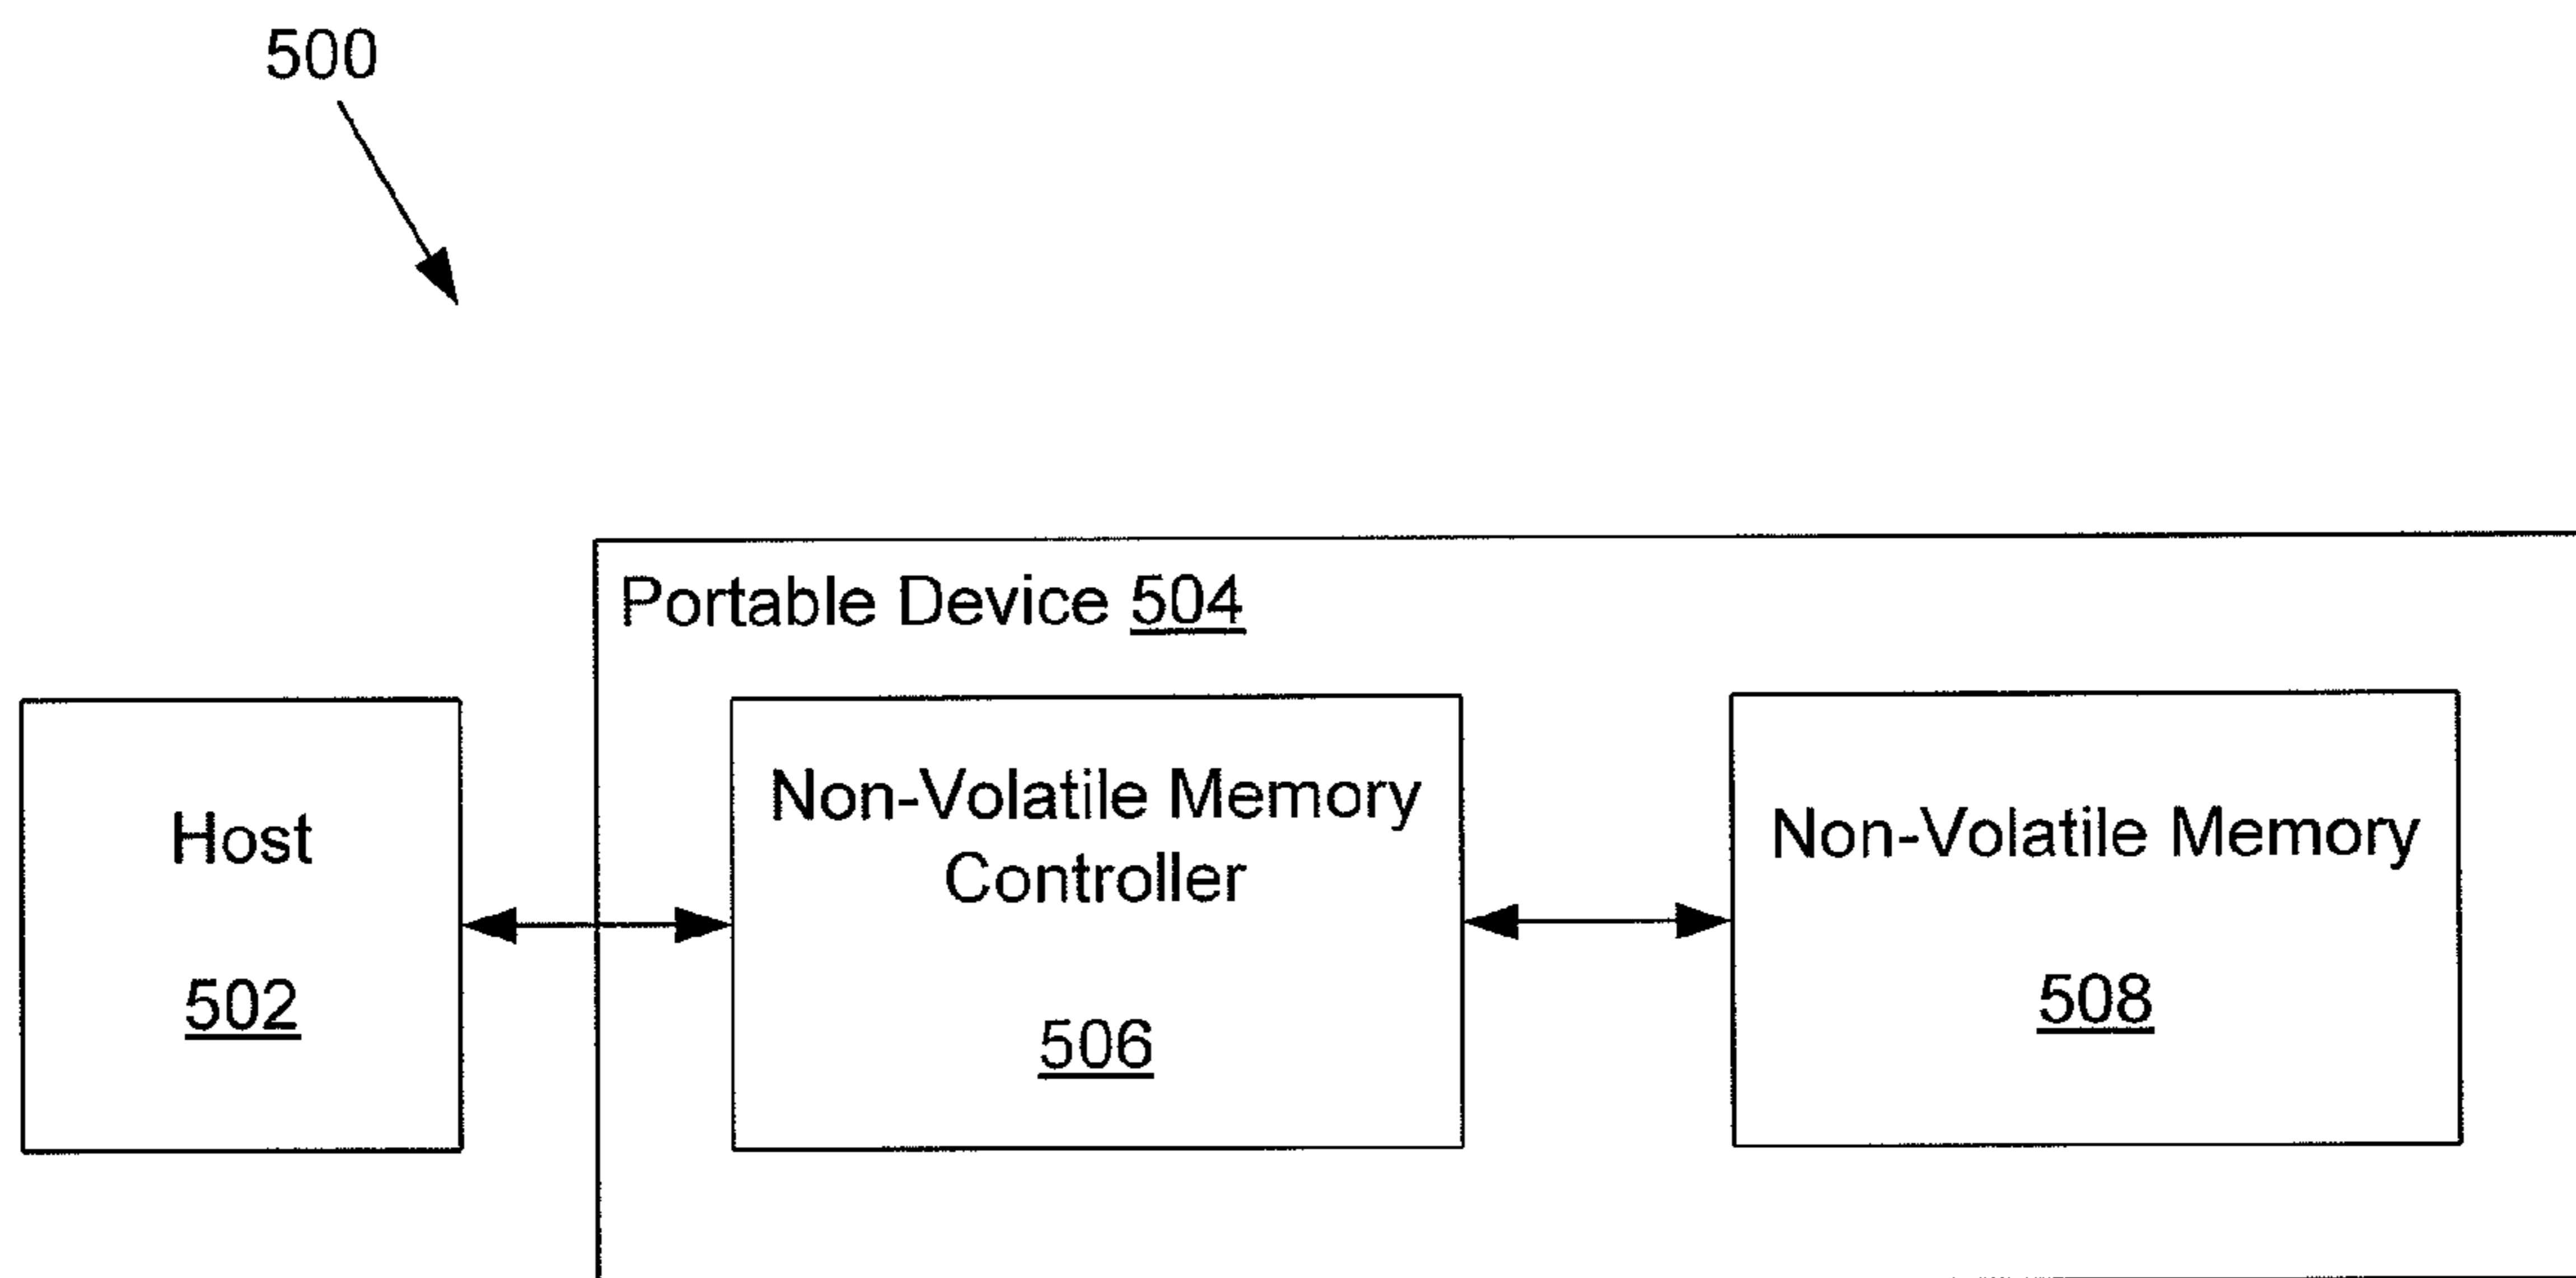 500
Portable Device 504
Host
502
Non-Volatile Memory
Controller
506
Non-Volatile Memory
508